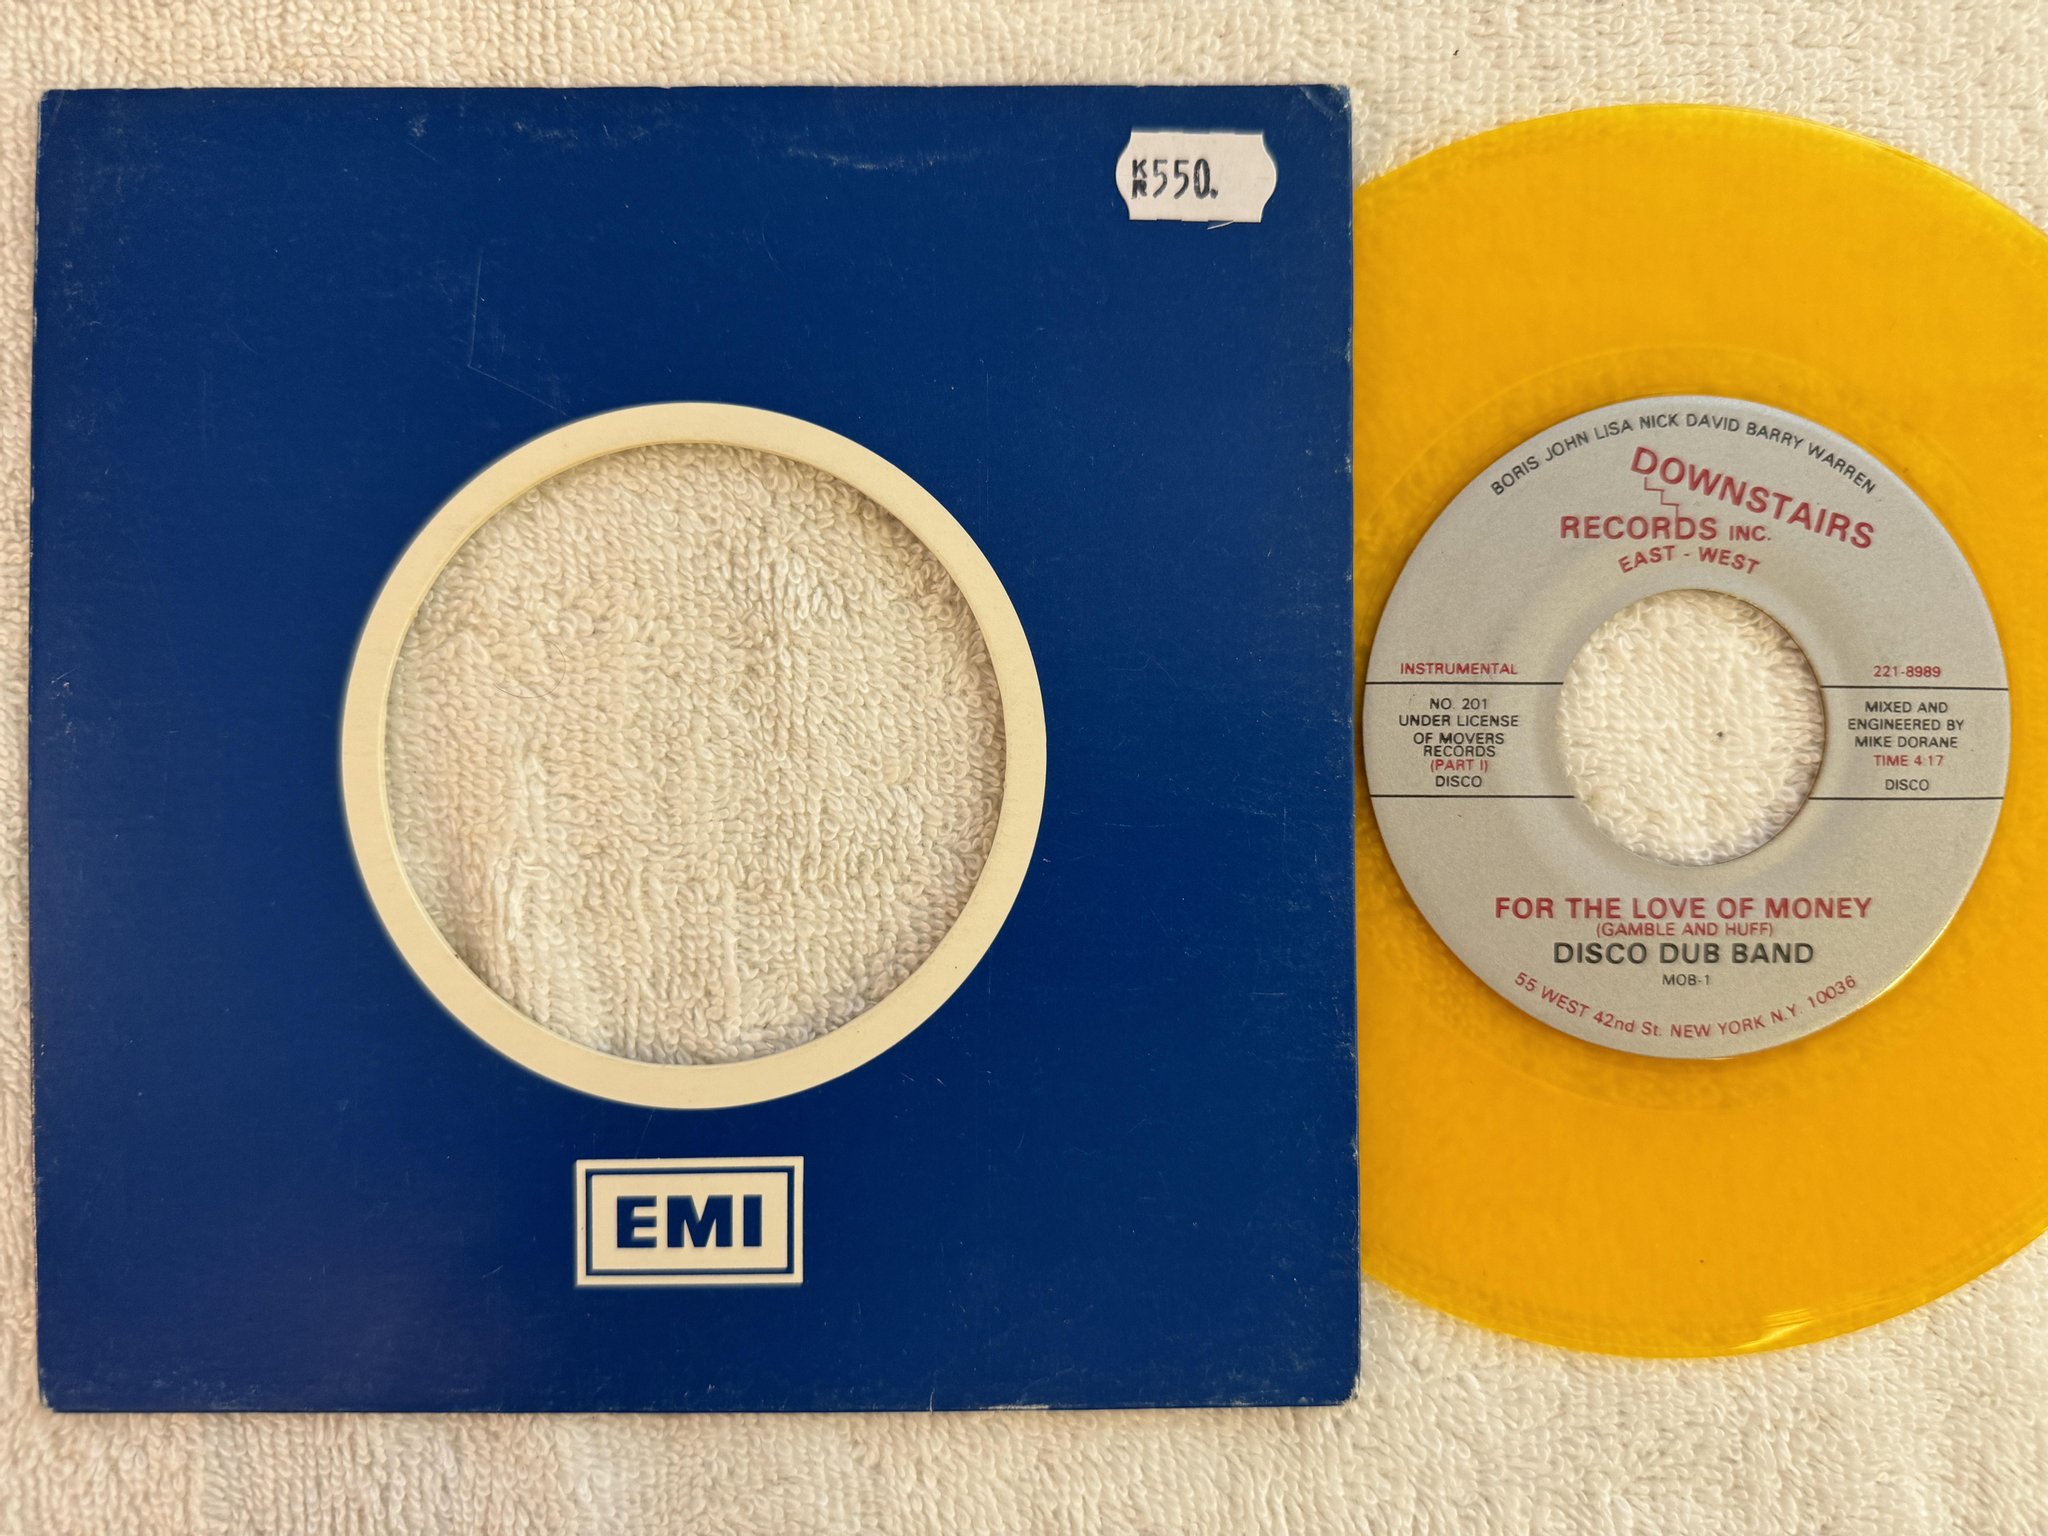 KR550.
EMI
BORIS JOHN LISA NICK DAVID BARRY WARREN
DOWNSTAIRS
RECORDS INC.
EAST - WEST
INSTRUMENTAL
NO. 201
UNDER LICENSE
OF MOVERS
RECORDS
(PART I)
DISCO
221-8989
MIXED AND
ENGINEERED BY
MIKE DORANE
TIME 4:17
DISCO
FOR THE LOVE OF MONEY
(GAMBLE AND HUFF)
DISCO DUB BAND
MOB-1
55 WEST 42nd St. NEW YORK N.Y. 10036